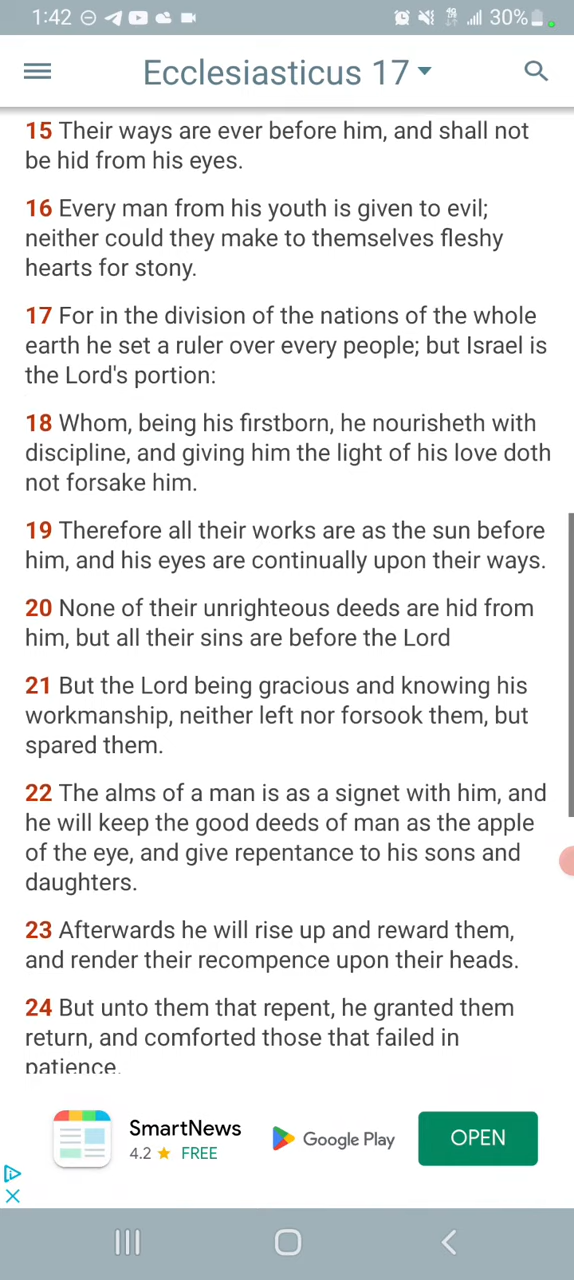 1:42
30%
Ecclesiasticus 17
15 Their ways are ever before him, and shall not
be hid from his eyes.
16 Every man from his youth is given to evil;
neither could they make to themselves fleshy
hearts for stony.
17 For in the division of the nations of the whole
earth he set a ruler over every people; but Israel is
the Lord's portion:
18 Whom, being his firstborn, he nourisheth with
discipline, and giving him the light of his love doth
not forsake him.
19 Therefore all their works are as the sun before
him, and his eyes are continually upon their ways.
20 None of their unrighteous deeds are hid from
him, but all their sins are before the Lord
21 But the Lord being gracious and knowing his
workmanship, neither left nor forsook them, but
spared them.
22 The alms of a man is as a signet with him, and
he will keep the good deeds of man as the apple
of the eye, and give repentance to his sons and
daughters.
23 Afterwards he will rise up and reward them,
and render their recompence upon their heads.
24 But unto them that repent, he granted them
return, and comforted those that failed in
patience.
SmartNews
4.2 ★ FREE
Google Play
OPEN